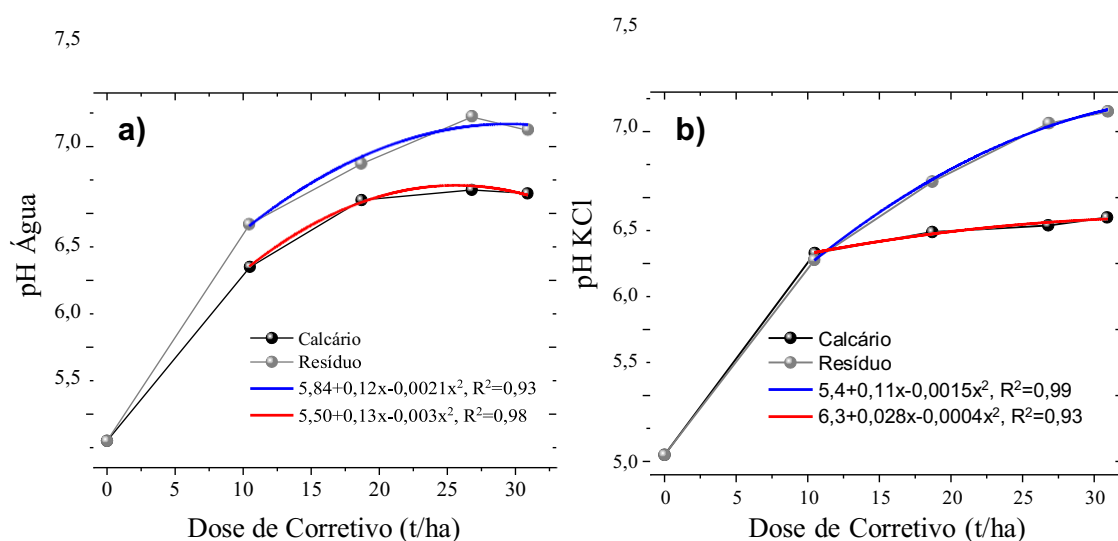 7,5
a)
7,0
6,5
6,0
5,5
pH Água
Calcário
Resíduo
5,84+0,12x-0,0021x², R²=0,93
5,50+0,13x-0,003x², R²=0,98
0 5 10 15 20 25 30
Dose de Corretivo (t/ha)
7,5
b)
7,0
6,5
6,0
5,5
5,0
pH KCl
Calcário
Resíduo
5,4+0,11x-0,0015x², R²=0,99
6,3+0,028x-0,0004x², R²=0,93
0 5 10 15 20 25 30
Dose de Corretivo (t/ha)